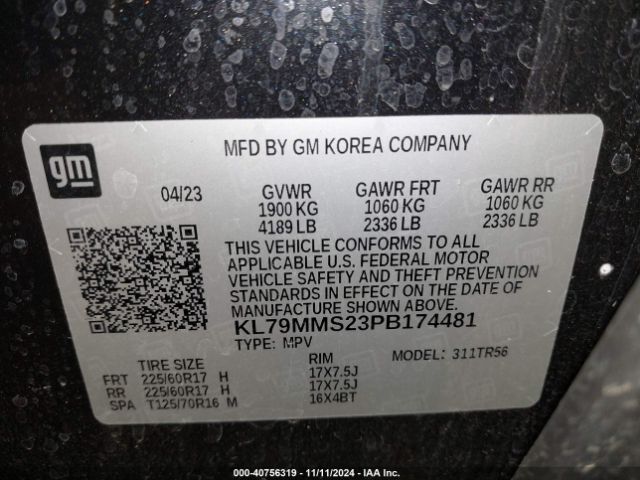 gm
MFD BY GM KOREA COMPANY
04/23 GVWR GAWR FRT GAWR RR
1900 KG 1060 KG 1060 KG
4189 LB 2336 LB 2336 LB
THIS VEHICLE CONFORMS TO ALL
APPLICABLE U.S. FEDERAL MOTOR
VEHICLE SAFETY AND THEFT PREVENTION
STANDARDS IN EFFECT ON THE DATE OF
MANUFACTURE SHOWN ABOVE.
KL79MMS23PB174481
TYPE: MPV MODEL: 311TR56
TIRE SIZE RIM
FRT 225/60R17 H 17X7.5J
RR 225/60R17 H 17X7.5J
SPA T125/70R16 M 16X4BT
000-40756319 - 11/11/2024 - IAA Inc.